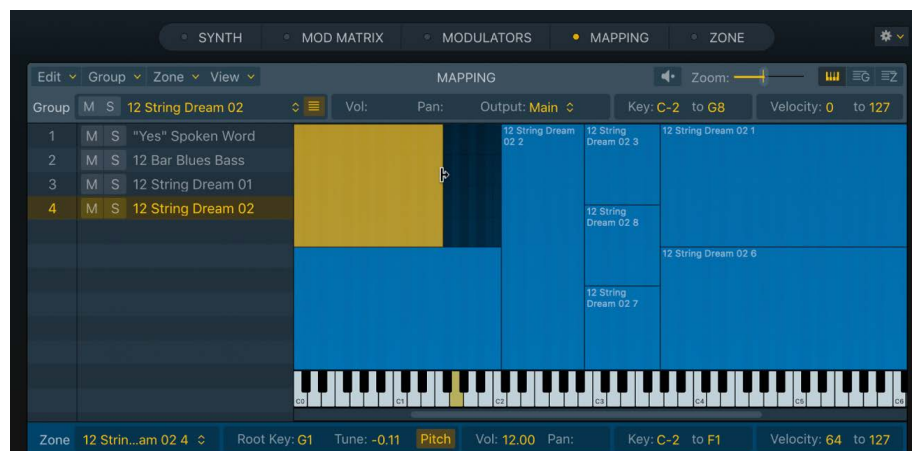 SYNTH MOD MATRIX MODULATORS MAPPING ZONE
Edit Group Zone View MAPPING Zoom: G Z
Group M S 12 String Dream 02 Vol: Pan: Output: Main Key: C-2 to G8 Velocity: 0 to 127
1 M S "Yes" Spoken Word
2 M S 12 Bar Blues Bass
3 M S 12 String Dream 01
4 M S 12 String Dream 02
12 String Dream
02 2
12 String
Dream 02 3
12 String Dream 02 1
12 String
Dream 02 8
12 String Dream 02 6
12 String
Dream 02 7
C0 C1 C2 C3 C4 C5 C6
Zone 12 Strin...am 02 4 Root Key: G1 Tune: -0.11 Pitch Vol: 12.00 Pan: Key: C-2 to F1 Velocity: 64 to 127